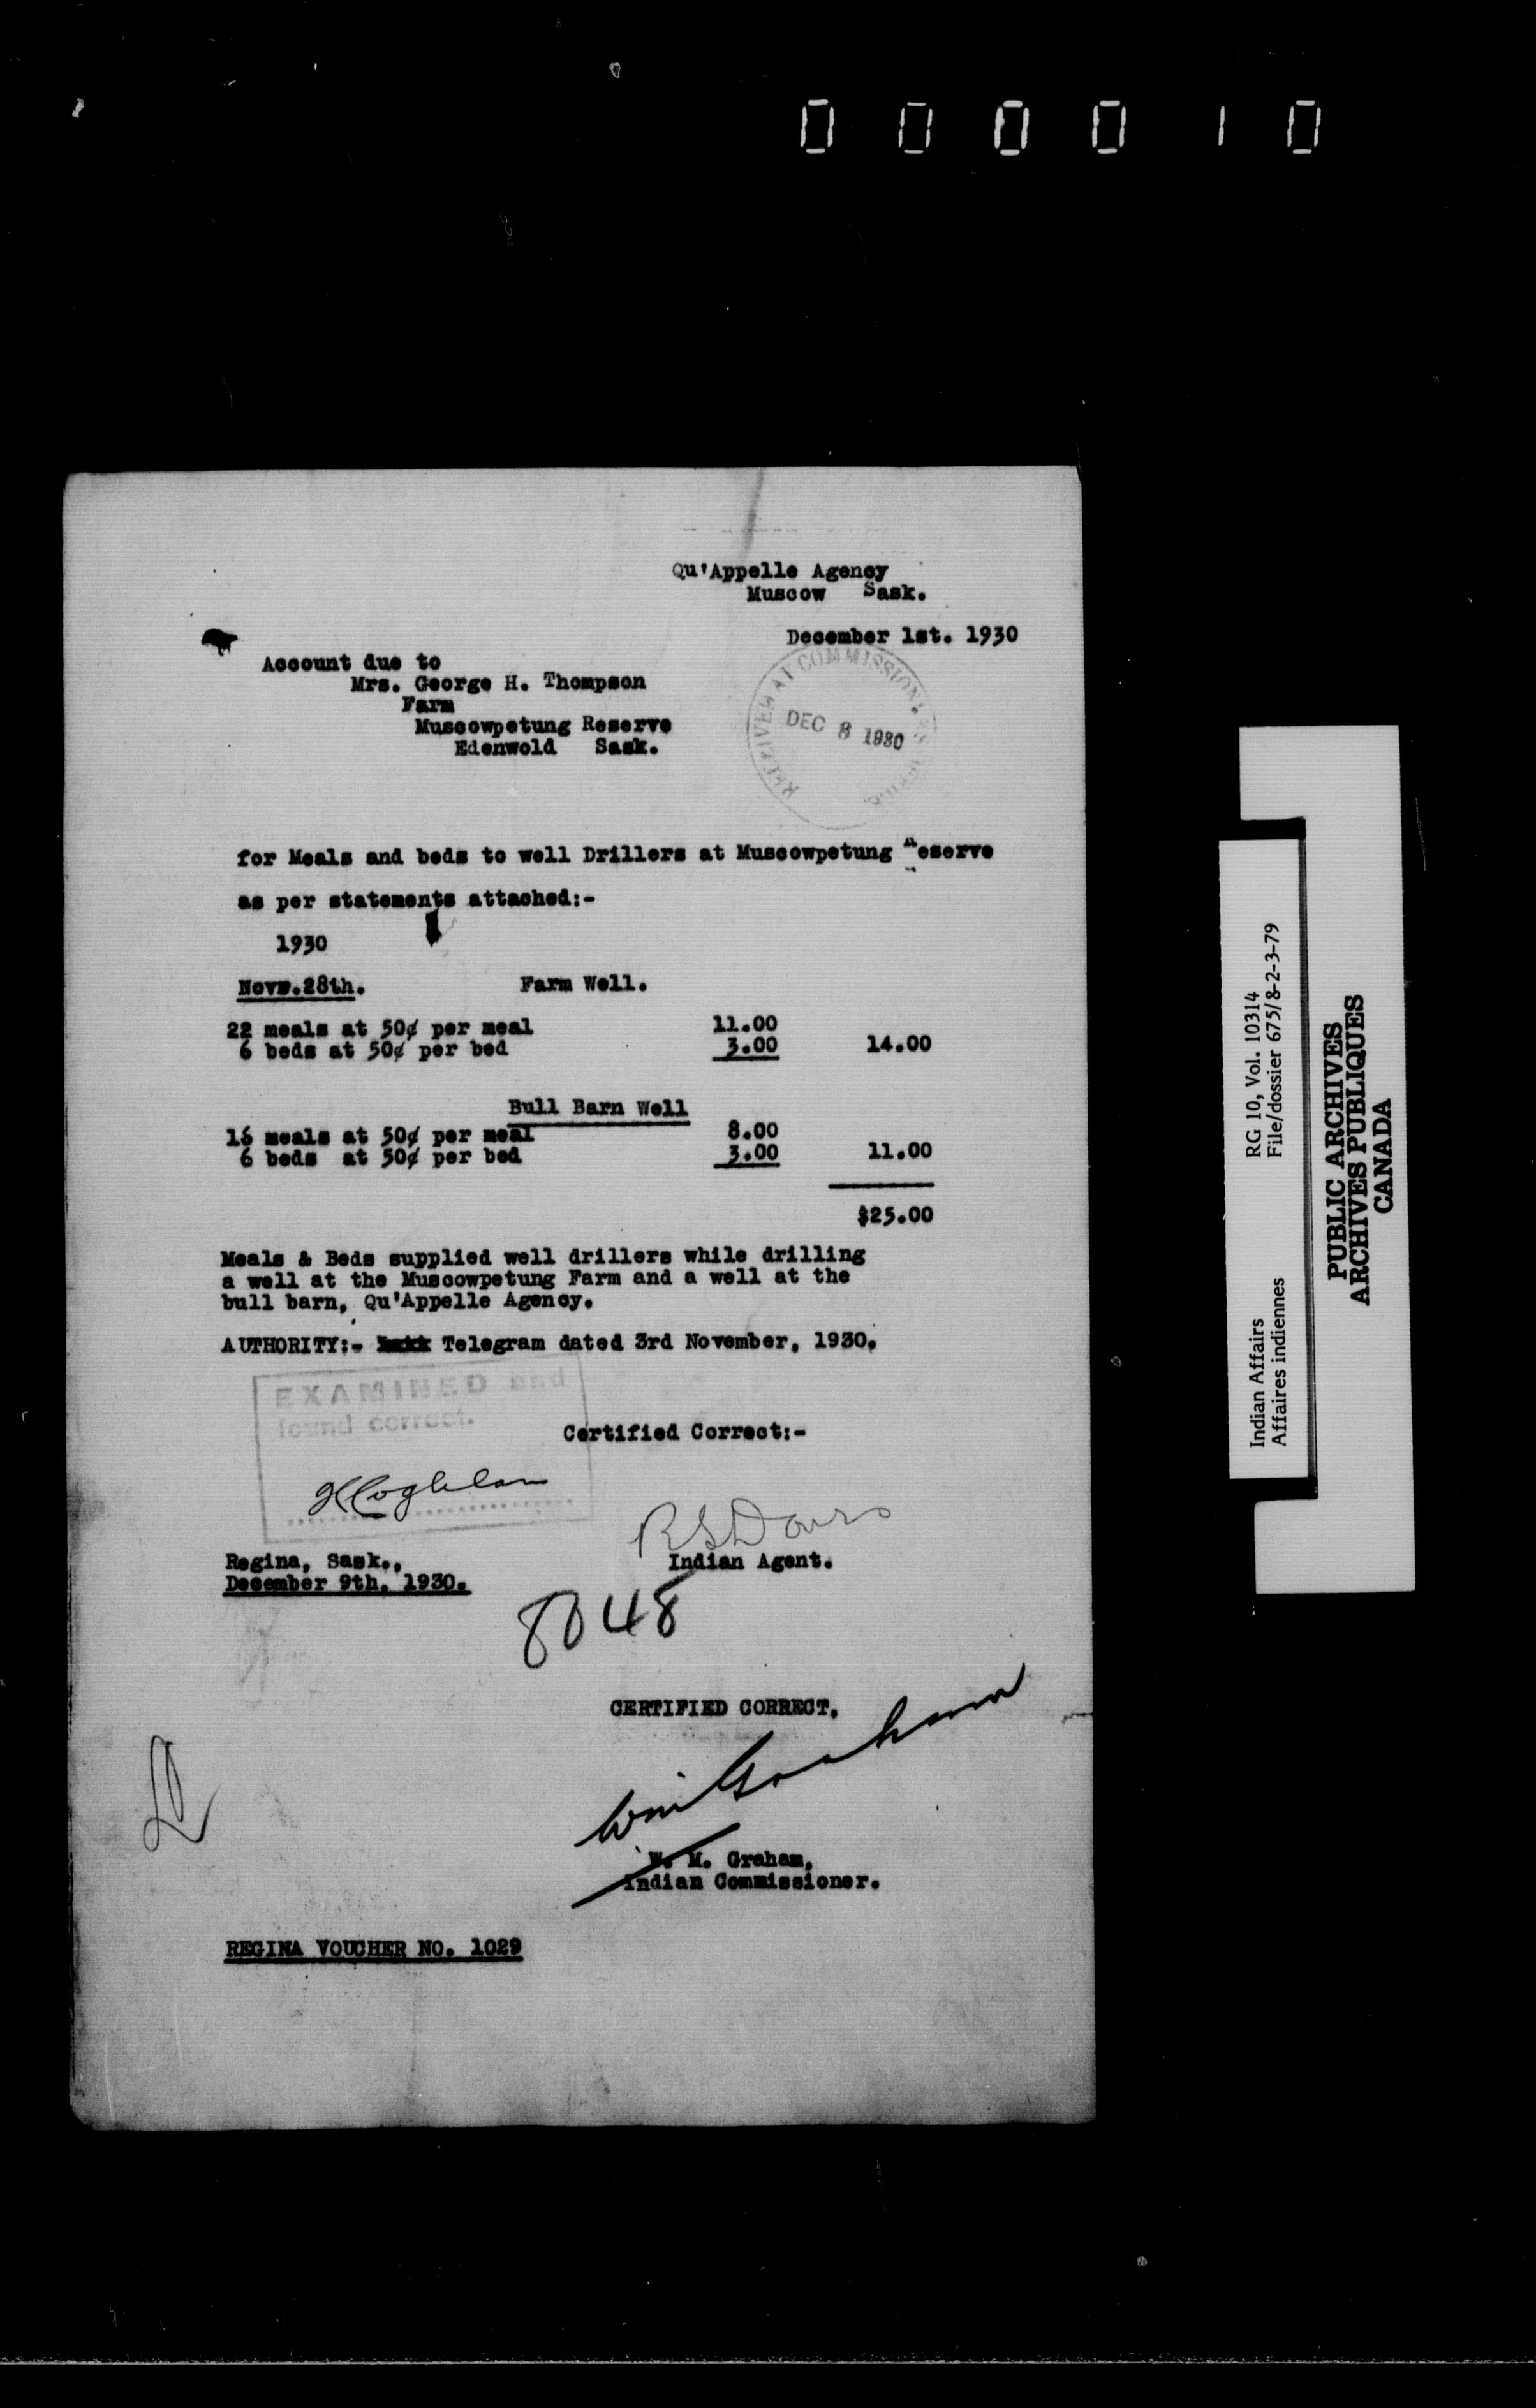 000010
Qu'Appelle Agency
Muscow Sask.
December 1st. 1930
Account due to
Mrs. George H. Thompson
Farm
Muscowpetung Reserve
Edenwold Sask.
RECEIVED AT COMMISSIONER'S OFFICE
DEC 8 1930
for Meals and beds to well Drillers at Muscowpetung Reserve
as per statements attached:-
1930
Novm.28th. Farm Well.
22 meals at 50¢ per meal 11.00
6 beds at 50¢ per bed 3.00 14.00
Bull Barn Well
16 meals at 50¢ per meal 8.00
6 beds at 50¢ per bed 3.00 11.00
$25.00
Meals & Beds supplied well drillers while drilling
a well at the Muscowpetung Farm and a well at the
bull barn, Qu'Appelle Agency.
AUTHORITY:- Telegram dated 3rd November, 1930.
EXAMINED and
found correct.
Certified Correct:-
Coghlan
Regina, Sask.,
December 9th. 1930.
Indian Agent.
8048
CERTIFIED CORRECT.
Wm Graham
W. M. Graham,
Indian Commissioner.
REGINA VOUCHER NO. 1029
Indian Affairs RG 10, Vol. 10314
Affaires indiennes File/dossier 675/8-2-3-79
PUBLIC ARCHIVES
ARCHIVES PUBLIQUES
CANADA